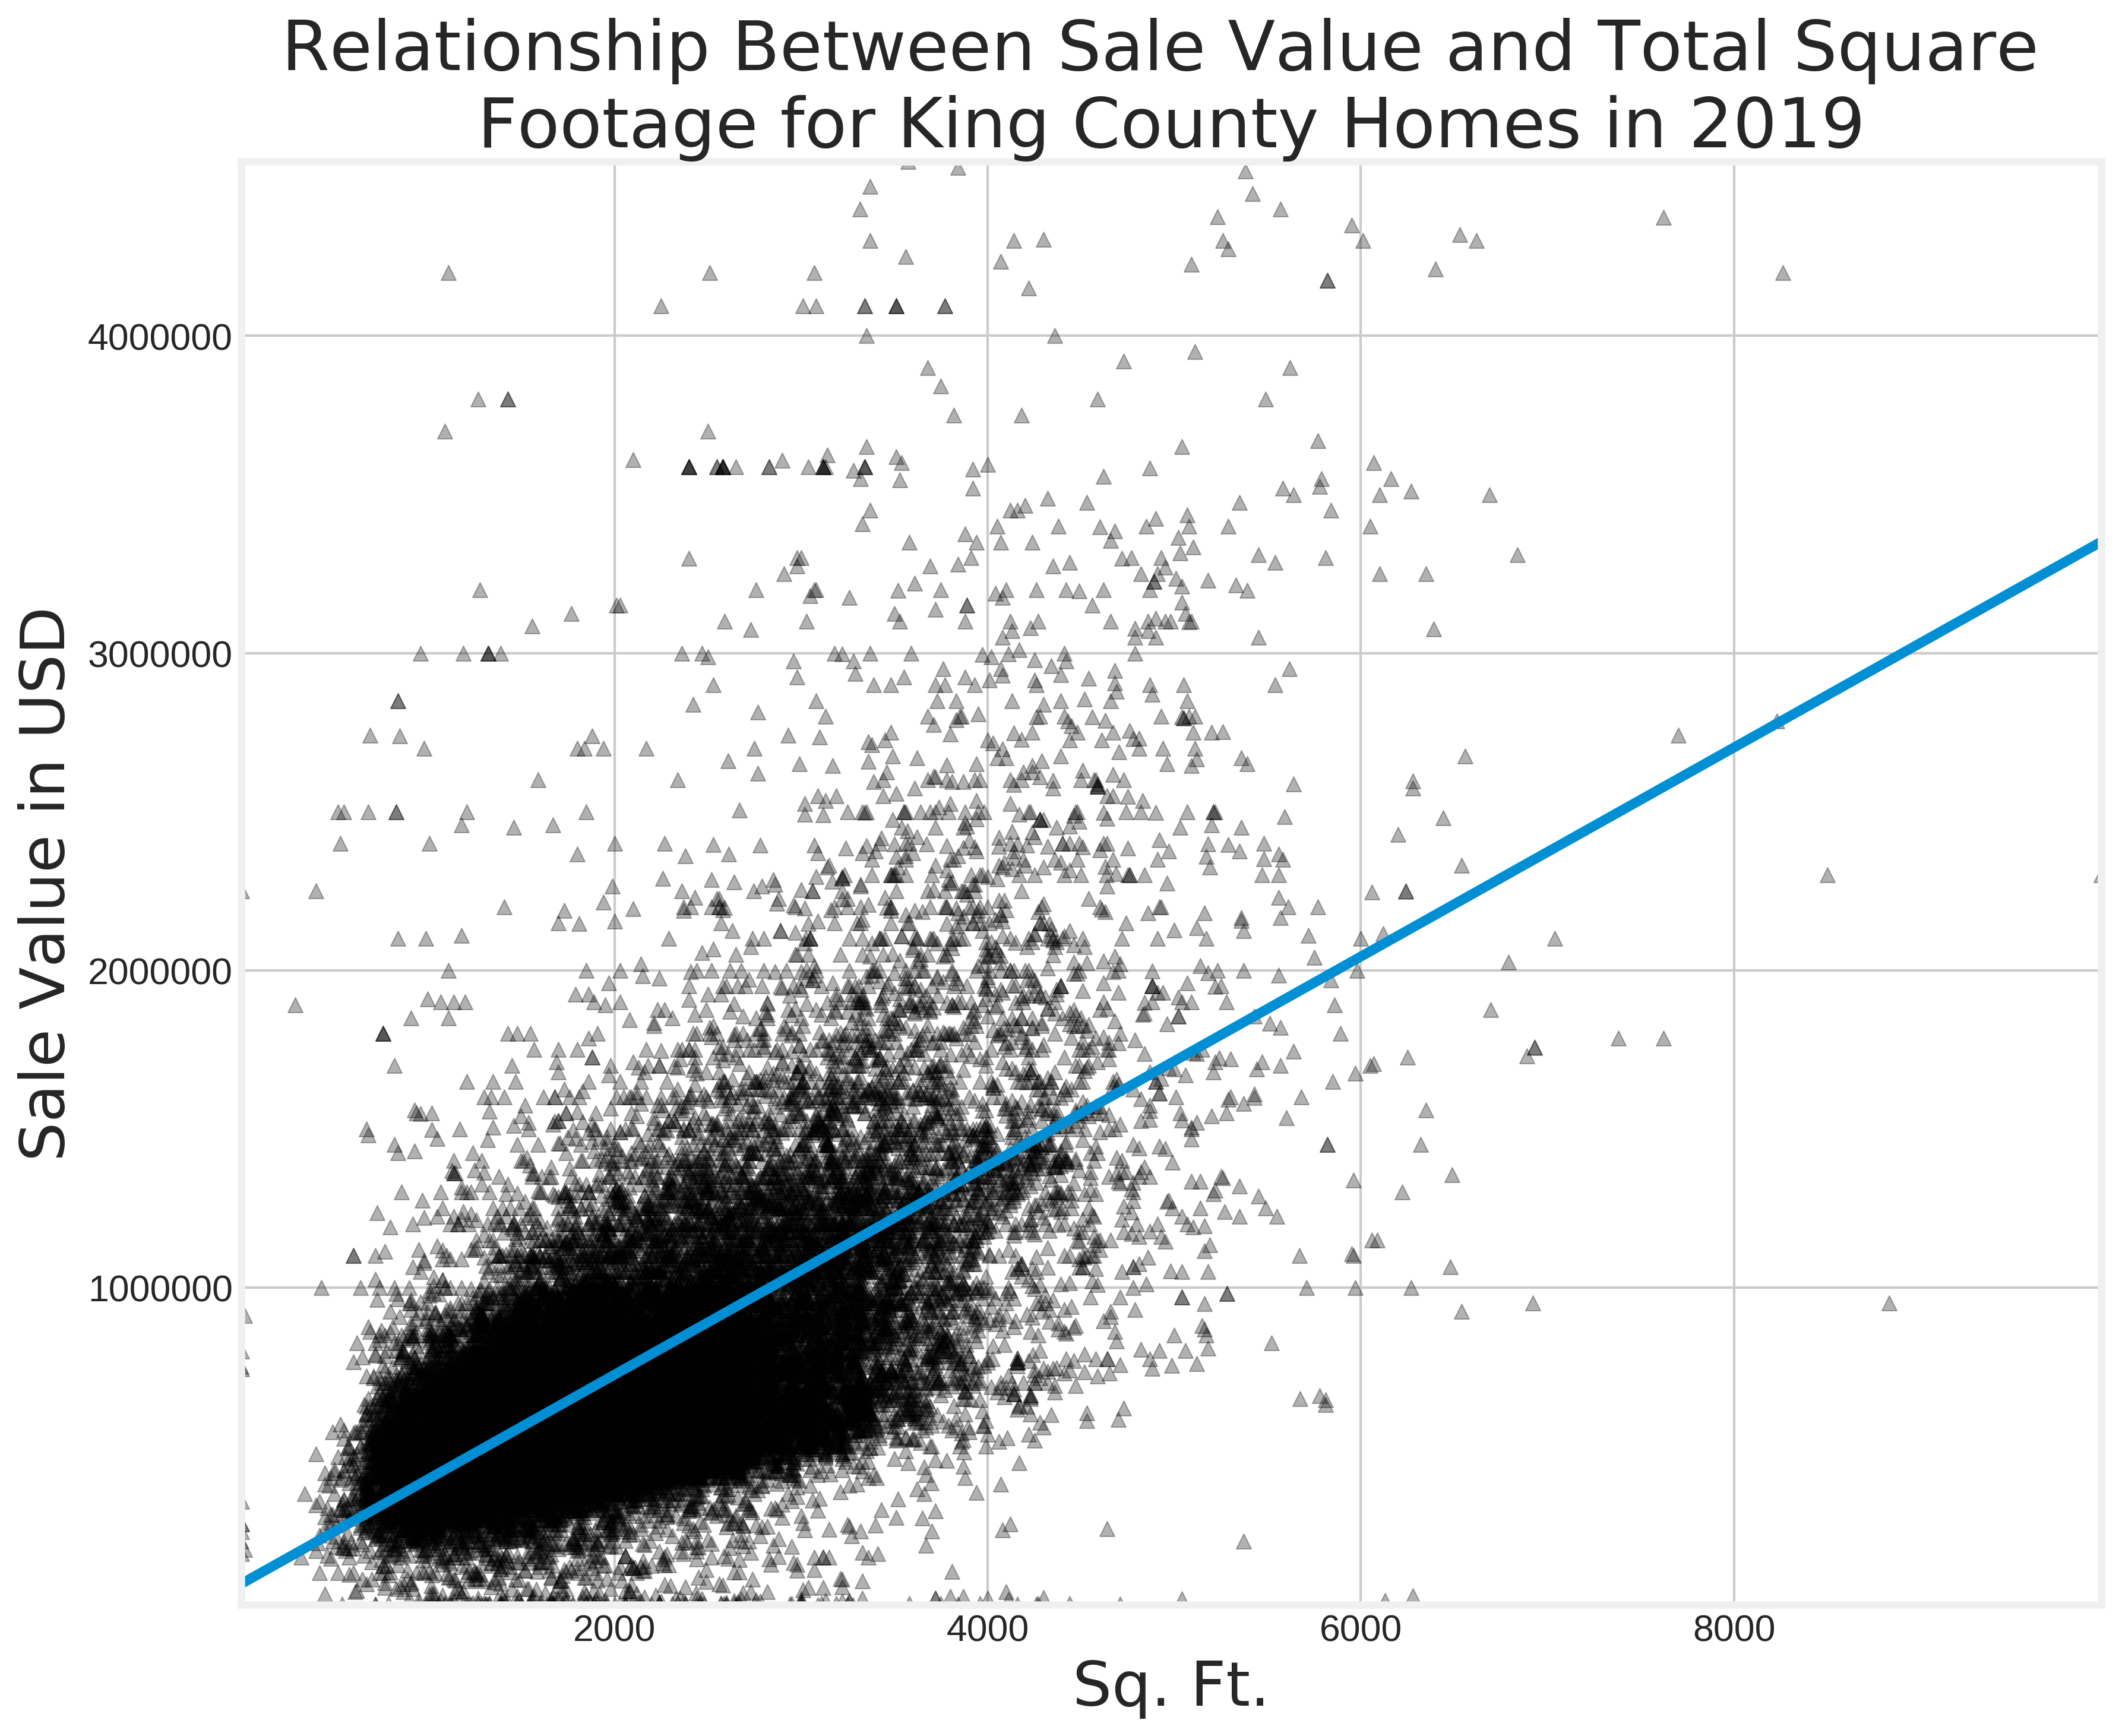 Relationship Between Sale Value and Total Square
Footage for King County Homes in 2019
Sale Value in USD
4000000
3000000
2000000
1000000
2000
4000
6000
8000
Sq. Ft.